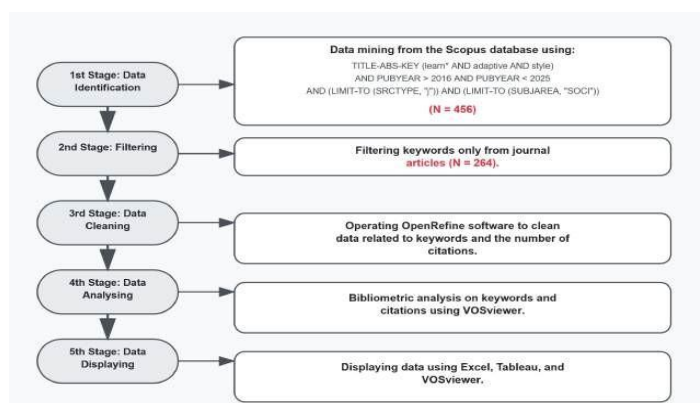 1st Stage: Data
Identification
Data mining from the Scopus database using:
TITLE-ABS-KEY (learn* AND adaptive AND style)
AND PUBYEAR > 2016 AND PUBYEAR < 2025
AND (LIMIT-TO (SRCTYPE, "j")) AND (LIMIT-TO (SUBJAREA, "SOCI"))
(N = 456)
2nd Stage: Filtering
Filtering keywords only from journal
articles (N = 264).
3rd Stage: Data
Cleaning
Operating OpenRefine software to clean
data related to keywords and the number of
citations.
4th Stage: Data
Analysing
Bibliometric analysis on keywords and
citations using VOSviewer.
5th Stage: Data
Displaying
Displaying data using Excel, Tableau, and
VOSviewer.